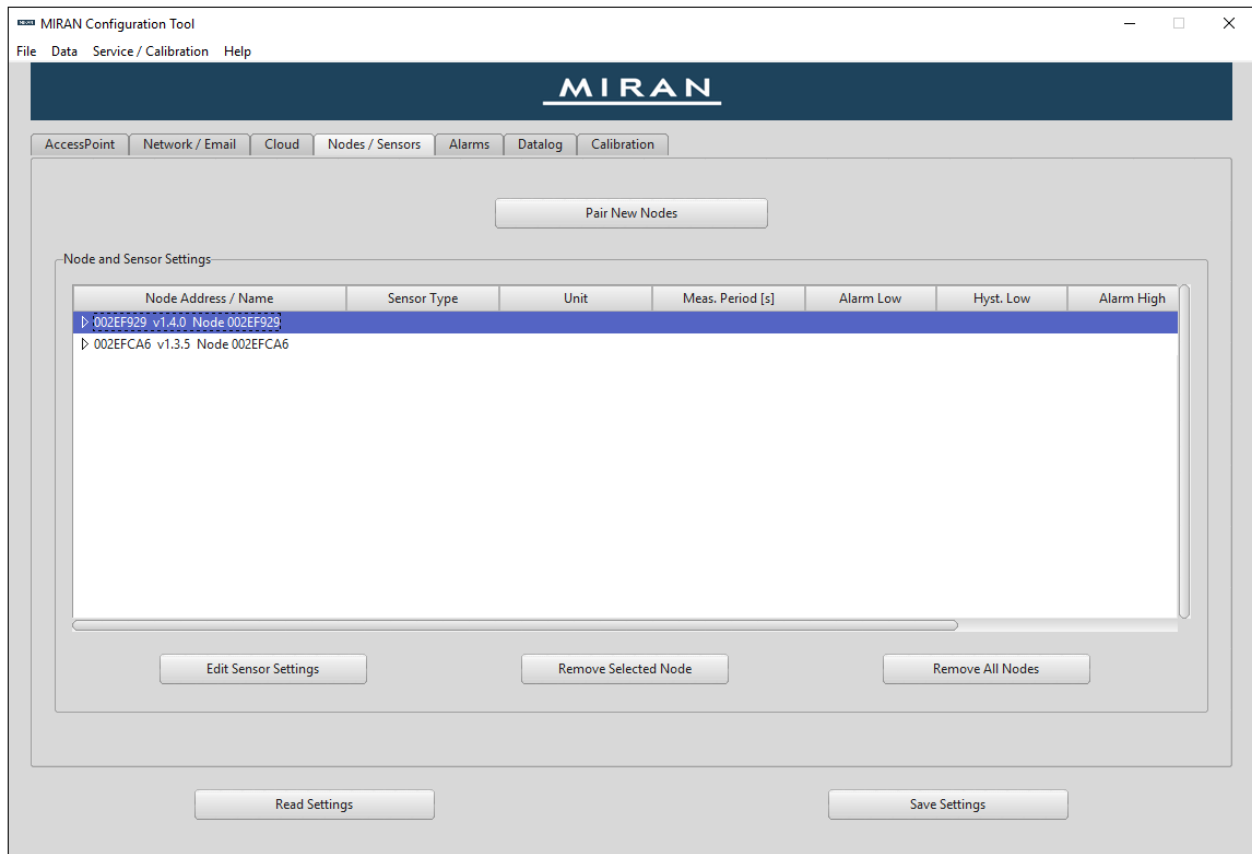 MIRAN Configuration Tool
File Data Service / Calibration Help
MIRAN
AccessPoint Network / Email Cloud Nodes / Sensors Alarms Datalog Calibration
Pair New Nodes
Node and Sensor Settings
Node Address / Name Sensor Type Unit Meas. Period [s] Alarm Low Hyst. Low Alarm High
002EF929 v1.4.0 Node 002EF929
002EFCA6 v1.3.5 Node 002EFCA6
Edit Sensor Settings Remove Selected Node Remove All Nodes
Read Settings Save Settings